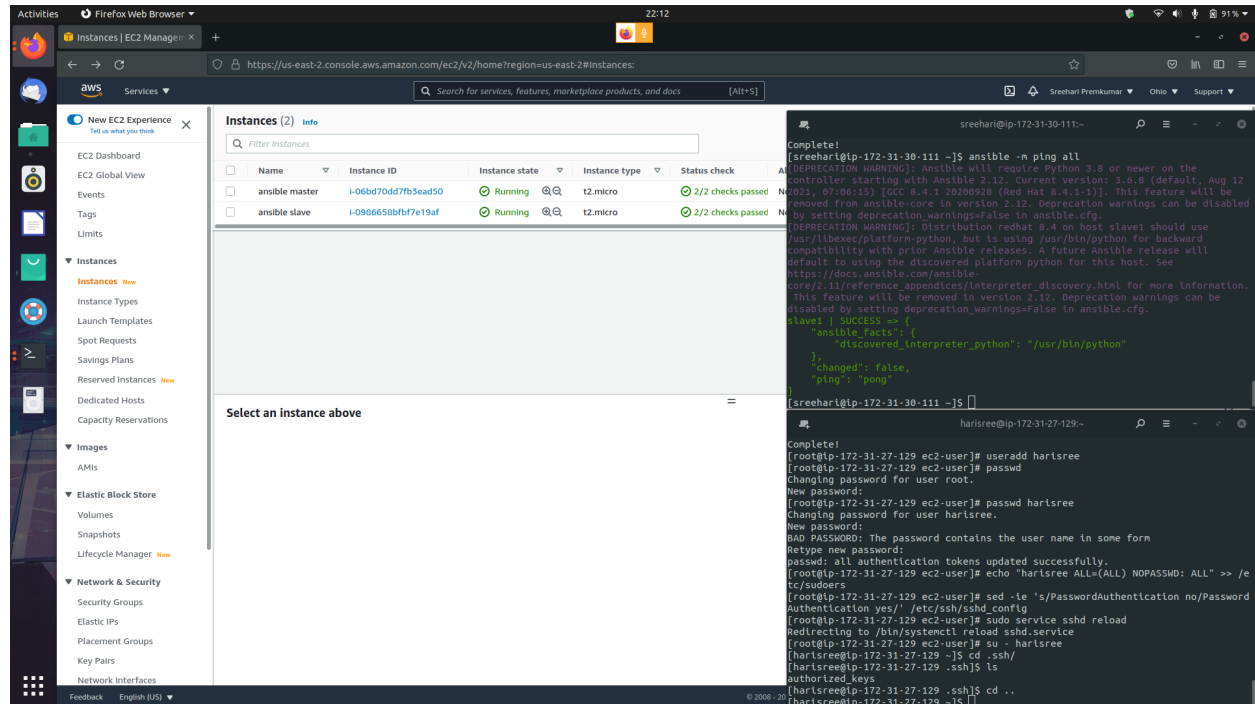 Activities
Firefox Web Browser ▾
22:12
91 %
Instances | EC2 Managem ×
+
https://us-east-2.console.aws.amazon.com/ec2/v2/home?region=us-east-2#Instances:
aws
Services ▼
Search for services, features, marketplace products, and docs
[Alt+S]
Sreehari Premkumar ▼
Ohio ▼
Support ▼
New EC2 Experience
Tell us what you think
EC2 Dashboard
EC2 Global View
Events
Tags
Limits
▼ Instances
Instances New
Instance Types
Launch Templates
Spot Requests
Savings Plans
Reserved Instances New
Dedicated Hosts
Capacity Reservations
▼ Images
AMIs
▼ Elastic Block Store
Volumes
Snapshots
Lifecycle Manager New
▼ Network & Security
Security Groups
Elastic IPs
Placement Groups
Key Pairs
Network Interfaces
Feedback
English (US) ▼
© 2008 - 20
Instances (2) Info
Filter instances
Name
Instance ID
Instance state
Instance type
Status check
Al
ansible master
i-06bd70dd7fb3ead50
Running
t2.micro
2/2 checks passed
ansible slave
i-0986658bfbf7e19af
Running
t2.micro
2/2 checks passed
Select an instance above
sreehari@ip-172-31-30-111:~
Complete!
[sreehari@ip-172-31-30-111 ~]$ ansible -m ping all
[DEPRECATION WARNING]: Ansible will require Python 3.8 or newer on the
controller starting with Ansible 2.12. Current version: 3.6.8 (default, Aug 12
2021, 07:06:15) [GCC 8.4.1 20200928 (Red Hat 8.4.1-1)]. This feature will be
removed from ansible-core in version 2.12. Deprecation warnings can be disabled
by setting deprecation_warnings=False in ansible.cfg.
[DEPRECATION WARNING]: Distribution redhat 8.4 on host slave1 should use
/usr/libexec/platform-python, but is using /usr/bin/python for backward
compatibility with prior Ansible releases. A future Ansible release will
default to using the discovered platform python for this host. See
https://docs.ansible.com/ansible-
core/2.11/reference_appendices/interpreter_discovery.html for more information.
This feature will be removed in version 2.12. Deprecation warnings can be
disabled by setting deprecation_warnings=False in ansible.cfg.
slave1 | SUCCESS => {
"ansible_facts": {
"discovered_interpreter_python": "/usr/bin/python"
},
"changed": false,
"ping": "pong"
}
[sreehari@ip-172-31-30-111 ~]$
harisree@ip-172-31-27-129:~
Complete!
[root@ip-172-31-27-129 ec2-user]# useradd harisree
[root@ip-172-31-27-129 ec2-user]# passwd
Changing password for user root.
New password:
[root@ip-172-31-27-129 ec2-user]# passwd harisree
Changing password for user harisree.
New password:
BAD PASSWORD: The password contains the user name in some form
Retype new password:
passwd: all authentication tokens updated successfully.
[root@ip-172-31-27-129 ec2-user]# echo "harisree ALL=(ALL) NOPASSWD: ALL" >> /e
tc/sudoers
[root@ip-172-31-27-129 ec2-user]# sed -ie 's/PasswordAuthentication no/Password
Authentication yes/' /etc/ssh/sshd_config
[root@ip-172-31-27-129 ec2-user]# sudo service sshd reload
Redirecting to /bin/systemctl reload sshd.service
[root@ip-172-31-27-129 ec2-user]# su - harisree
[harisree@ip-172-31-27-129 ~]$ cd .ssh/
[harisree@ip-172-31-27-129 .ssh]$ ls
authorized_keys
[harisree@ip-172-31-27-129 .ssh]$ cd ..
[harisree@ip-172-31-27-129 ~]$